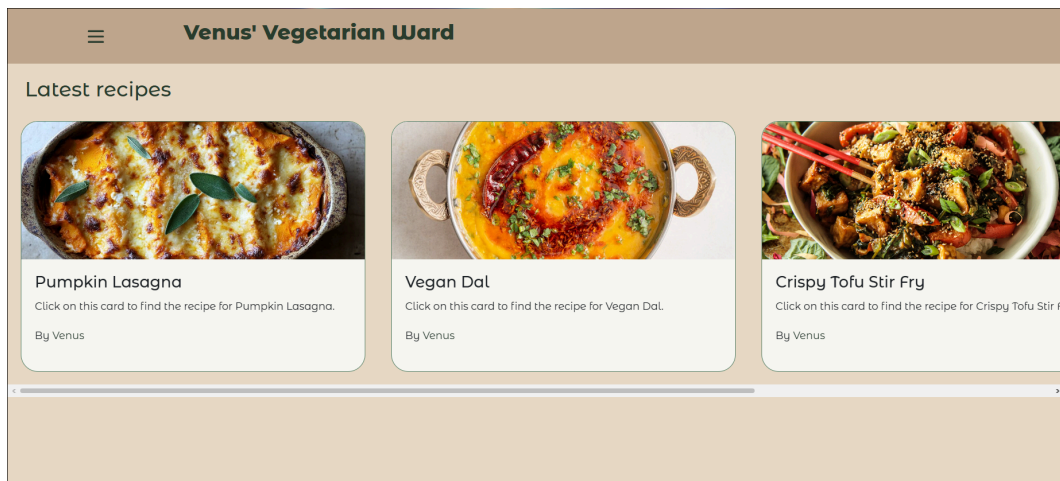 Venus' Vegetarian Ward
Latest recipes
Pumpkin Lasagna
Click on this card to find the recipe for Pumpkin Lasagna.
By Venus
Vegan Dal
Click on this card to find the recipe for Vegan Dal.
By Venus
Crispy Tofu Stir Fry
Click on this card to find the recipe for Crispy Tofu Stir
By Venus